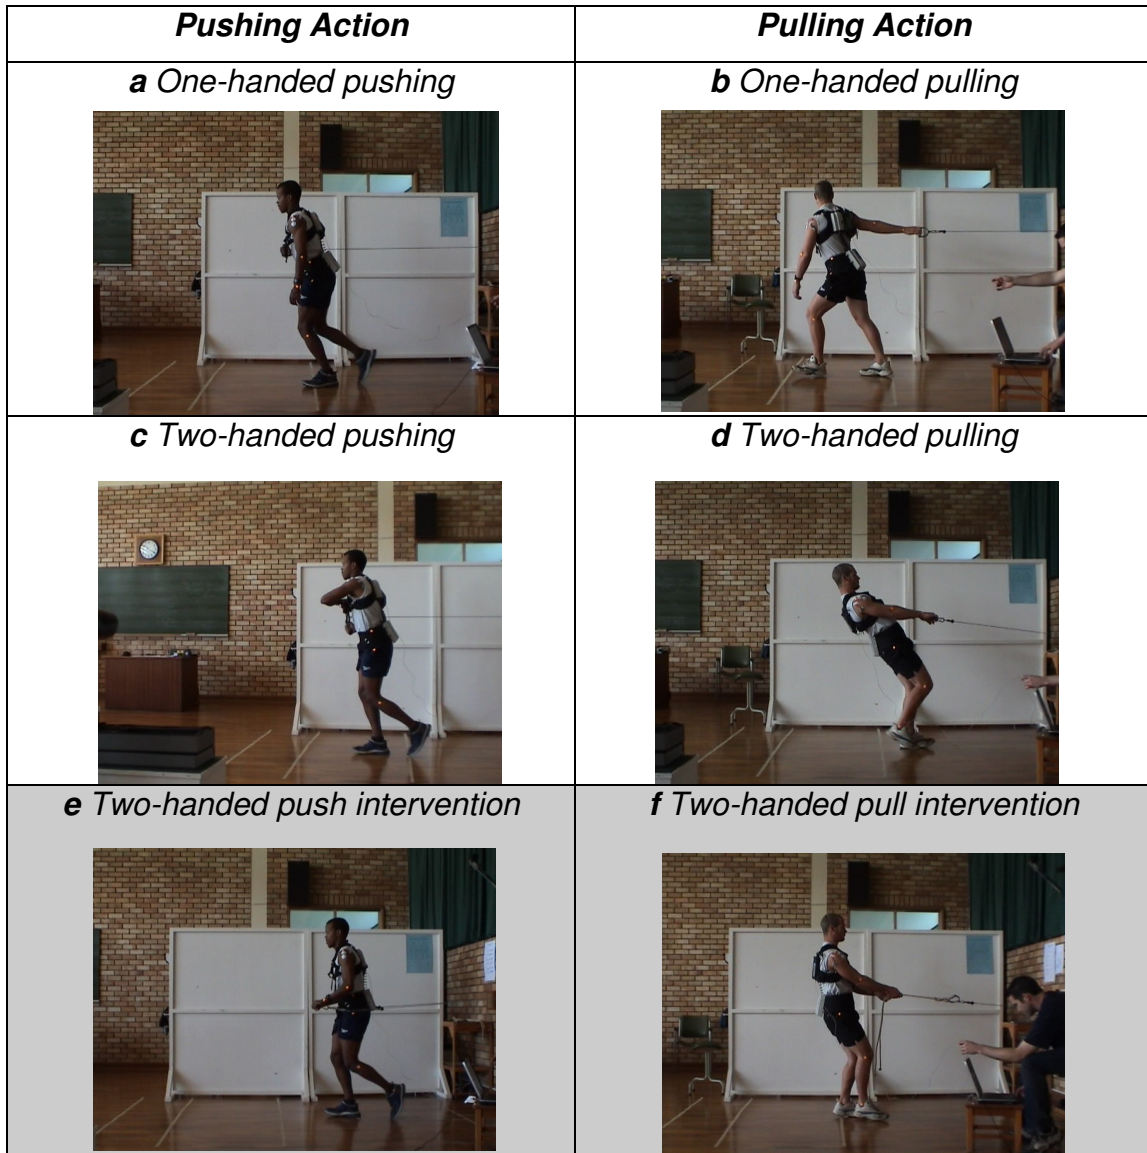 Pushing Action
Pulling Action
a One-handed pushing
b One-handed pulling
c Two-handed pushing
d Two-handed pulling
e Two-handed push intervention
f Two-handed pull intervention